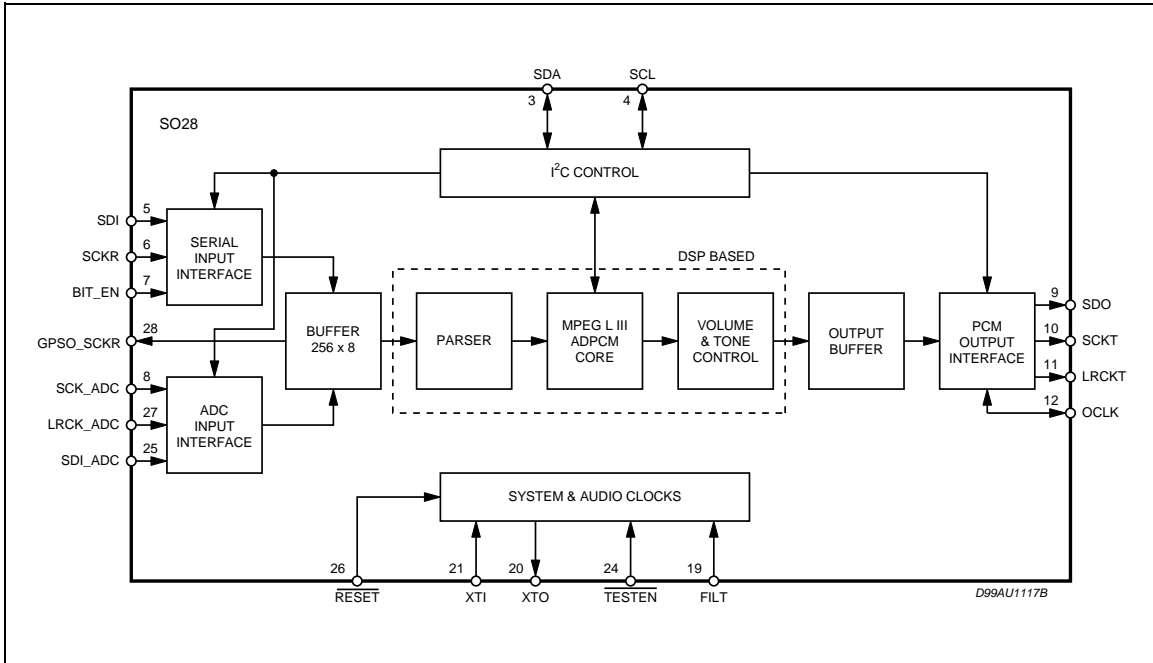 SDA
SCL
3
4
SO28
I²C CONTROL
SDI
5
SCKR
6
BIT_EN
7
SERIAL
INPUT
INTERFACE
GPSO_SCKR
28
SCK_ADC
8
LRCK_ADC
27
SDI_ADC
25
ADC
INPUT
INTERFACE
BUFFER
256 x 8
DSP BASED
PARSER
MPEG L III
ADPCM
CORE
VOLUME
& TONE
CONTROL
OUTPUT
BUFFER
PCM
OUTPUT
INTERFACE
9
SDO
10
SCKT
11
LRCKT
12
OCLK
SYSTEM & AUDIO CLOCKS
26
21
20
24
19
RESET
XTI
XTO
TESTEN
FILT
D99AU1117B